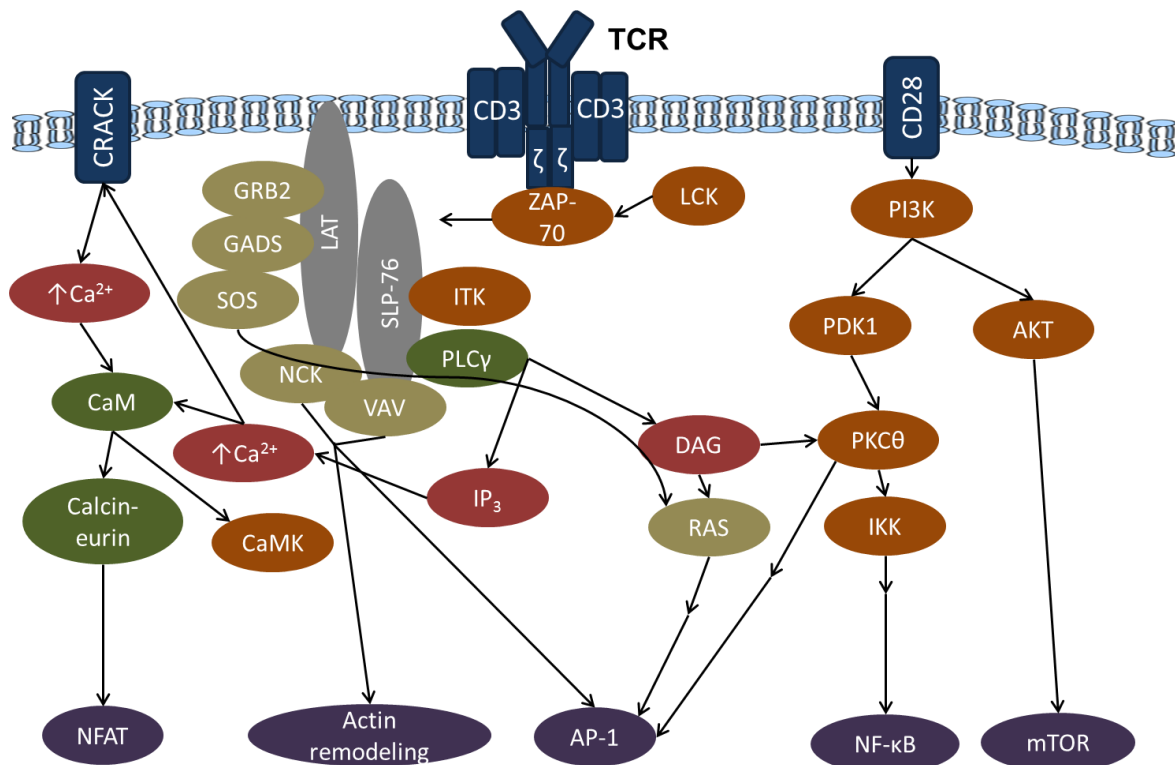 TCR
CRACK
CD3
CD3
CD28
ζ ζ
GRB2
LAT
ZAP-
70
LCK
PI3K
GADS
SLP-76
↑Ca²⁺
SOS
ITK
PDK1
AKT
PLCγ
NCK
CaM
VAV
↑Ca²⁺
DAG
PKCθ
IP₃
Calcin-
eurin
CaMK
RAS
IKK
NFAT
Actin
remodeling
AP-1
NF-κB
mTOR